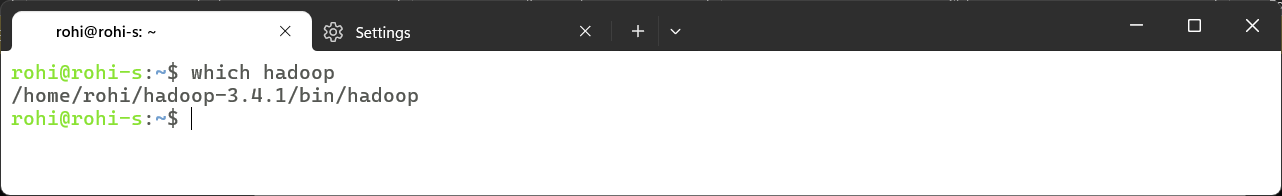 rohi@rohi-s: ~
Settings
rohi@rohi-s:~$ which hadoop
/home/rohi/hadoop-3.4.1/bin/hadoop
rohi@rohi-s:~$